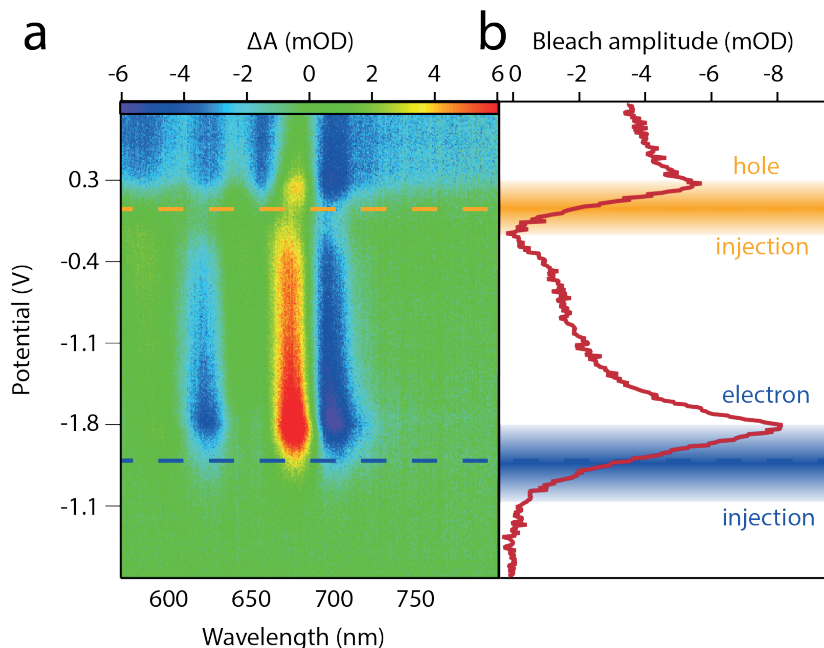 a
ΔA (mOD)
-6 -4 -2 0 2 4 6
b
Bleach amplitude (mOD)
0 -2 -4 -6 -8
Potential (V)
0.3
-0.4
-1.1
-1.8
-1.1
600 650 700 750
Wavelength (nm)
hole
injection
electron
injection